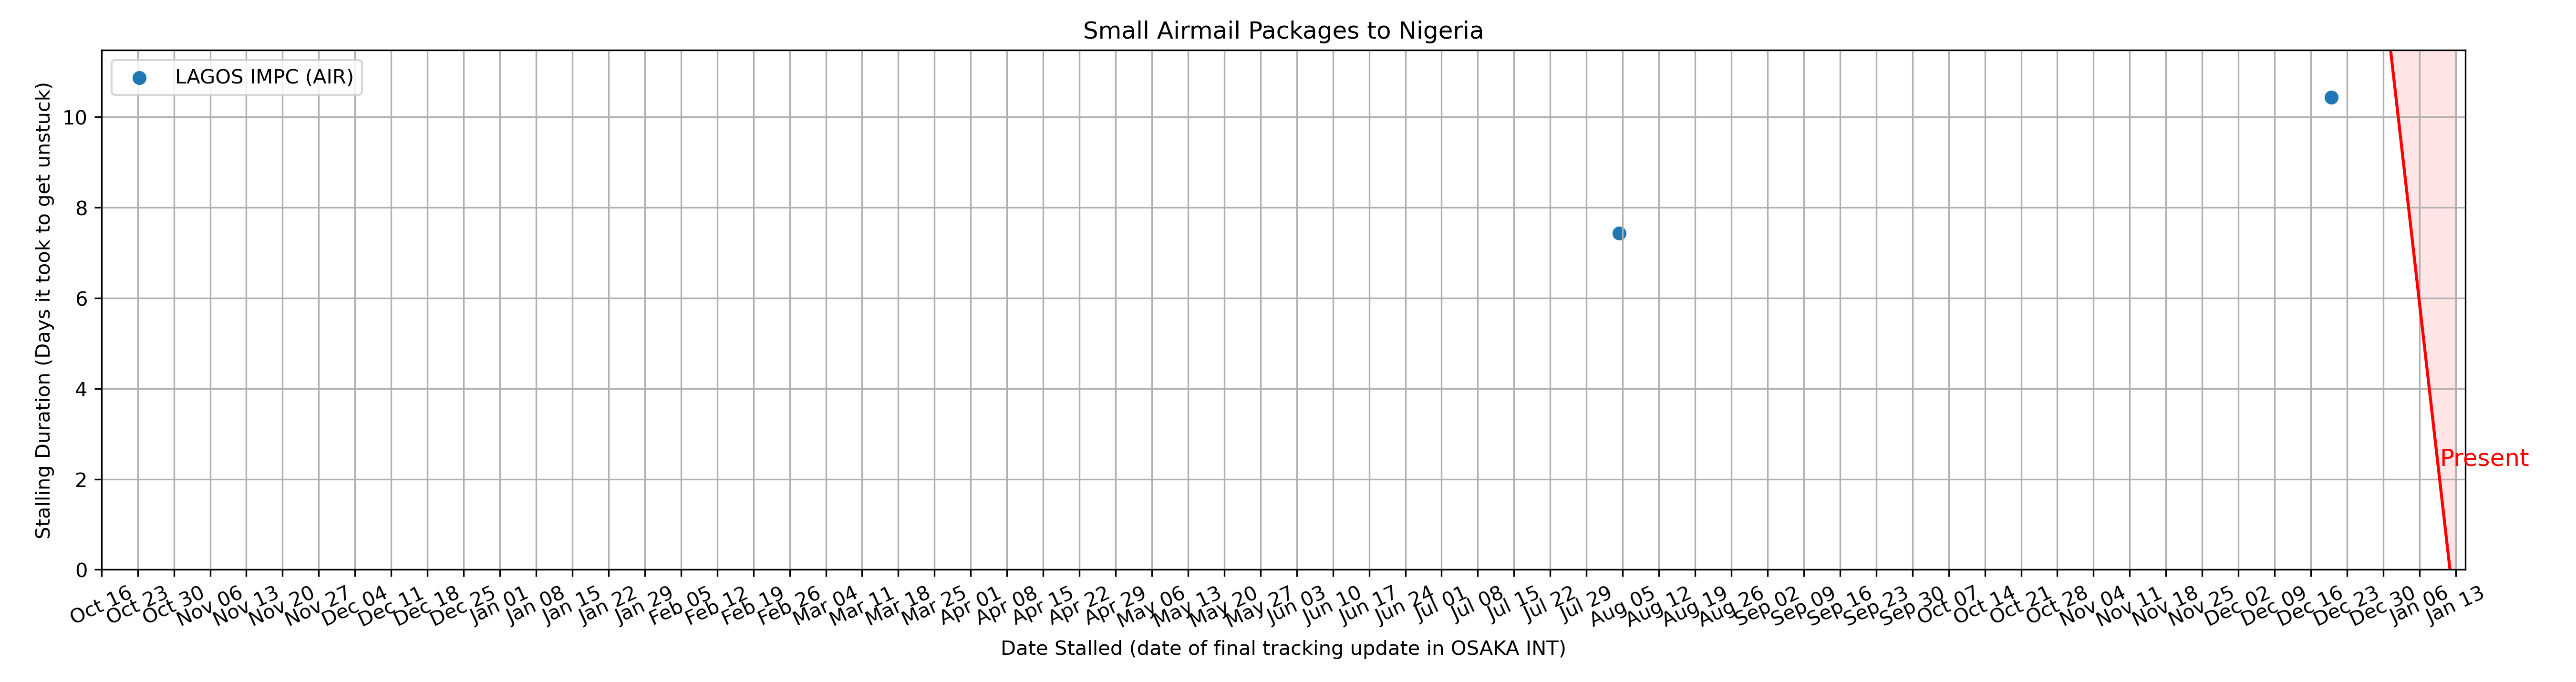 Small Airmail Packages to Nigeria
LAGOS IMPC (AIR)
Stalling Duration (Days it took to get unstuck)
10
8
6
4
2
0
Present
Oct 16
Oct 23
Oct 30
Nov 06
Nov 13
Nov 20
Nov 27
Dec 04
Dec 11
Dec 18
Dec 25
Jan 01
Jan 08
Jan 15
Jan 22
Jan 29
Feb 05
Feb 12
Feb 19
Feb 26
Mar 04
Mar 11
Mar 18
Mar 25
Apr 01
Apr 08
Apr 15
Apr 22
Apr 29
May 06
May 13
May 20
May 27
Jun 03
Jun 10
Jun 17
Jun 24
Jul 01
Jul 08
Jul 15
Jul 22
Jul 29
Aug 05
Aug 12
Aug 19
Aug 26
Sep 02
Sep 09
Sep 16
Sep 23
Sep 30
Oct 07
Oct 14
Oct 21
Oct 28
Nov 04
Nov 11
Nov 18
Nov 25
Dec 02
Dec 09
Dec 16
Dec 23
Dec 30
Jan 06
Jan 13
Date Stalled (date of final tracking update in OSAKA INT)